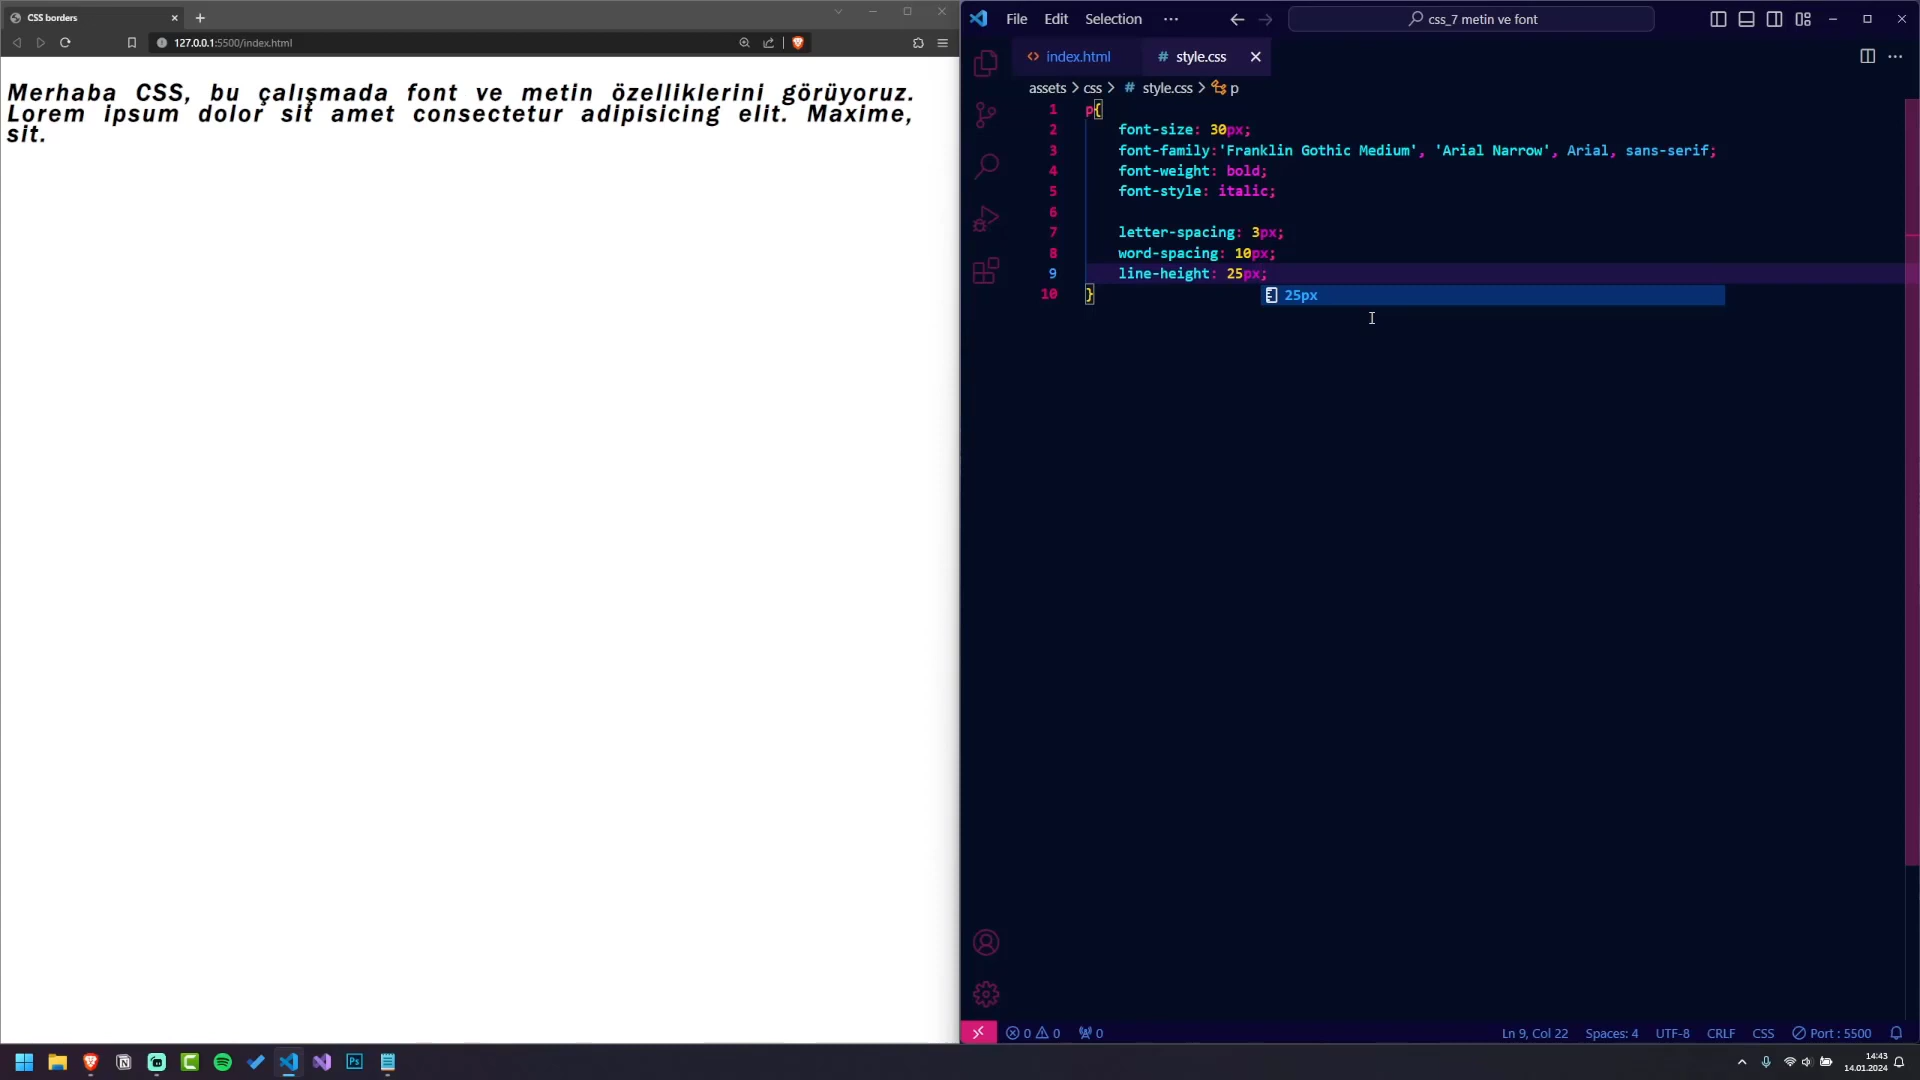 CSS borders
127.0.0.1:5500/index.html
Merhaba CSS, bu çalışmada font ve metin özelliklerini görüyoruz.
Lorem ipsum dolor sit amet consectetur adipisicing elit. Maxime,
sit.
File Edit Selection ···
css_7 metin ve font
index.html
# style.css
assets > css > # style.css > p
1 p{
2 font-size: 30px;
3 font-family:'Franklin Gothic Medium', 'Arial Narrow', Arial, sans-serif;
4 font-weight: bold;
5 font-style: italic;
6
7 letter-spacing: 3px;
8 word-spacing: 10px;
9 line-height: 25px;
25px
10 }
0 0 0
Ln 9, Col 22 Spaces: 4 UTF-8 CRLF CSS Port : 5500
Ps
14:43
14.01.2024